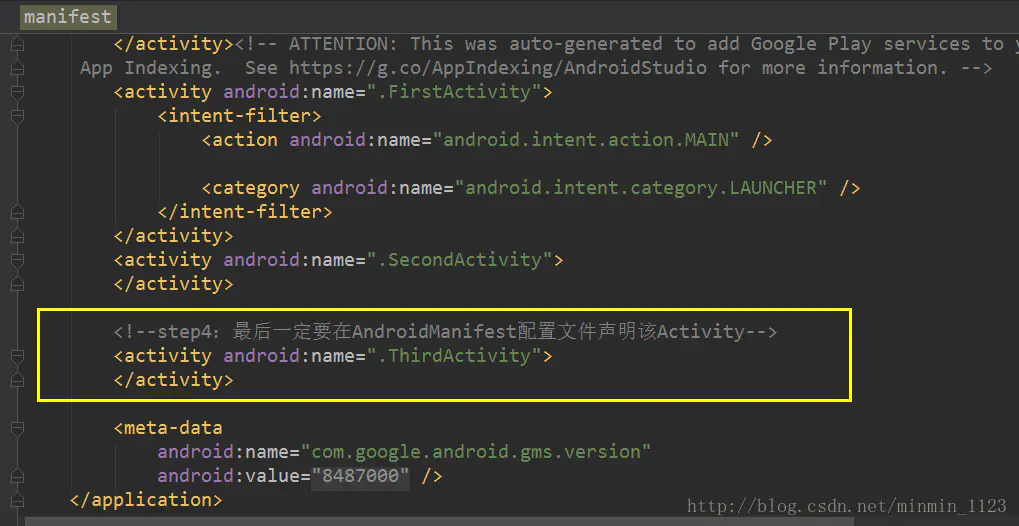 manifest
</activity><!-- ATTENTION: This was auto-generated to add Google Play services to
App Indexing.  See https://g.co/AppIndexing/AndroidStudio for more information. -->
<activity android:name=".FirstActivity">
<intent-filter>
<action android:name="android.intent.action.MAIN" />
<category android:name="android.intent.category.LAUNCHER" />
</intent-filter>
</activity>
<activity android:name=".SecondActivity">
</activity>
<!--step4：最后一定要在AndroidManifest配置文件声明该Activity-->
<activity android:name=".ThirdActivity">
</activity>
<meta-data
android:name="com.google.android.gms.version"
android:value="8487000" />
</application>
http://blog.csdn.net/minmin_1123